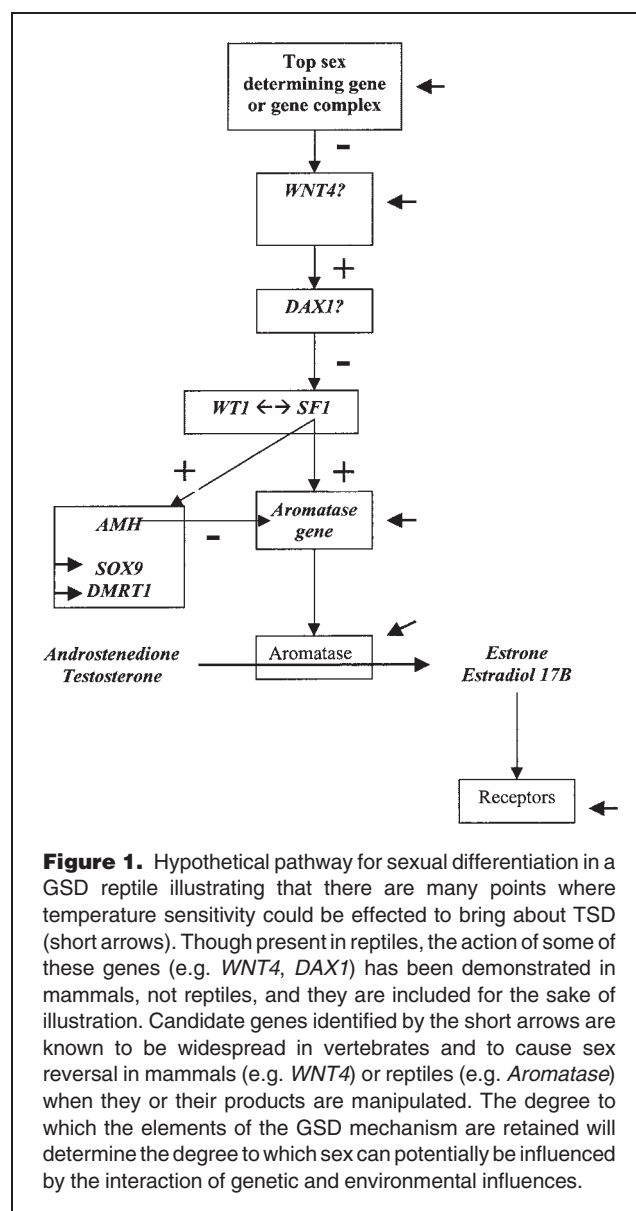 Top sex
determining gene
or gene complex
-
WNT4?
+
DAX1?
-
WT1 ←→ SF1
+
+
AMH
-
Aromatase
gene
SOX9
DMRT1
Androstenedione
Testosterone
Aromatase
Estrone
Estradiol 17B
Receptors
Figure 1. Hypothetical pathway for sexual differentiation in a
GSD reptile illustrating that there are many points where
temperature sensitivity could be effected to bring about TSD
(short arrows). Though present in reptiles, the action of some of
these genes (e.g. WNT4, DAX1) has been demonstrated in
mammals, not reptiles, and they are included for the sake of
illustration. Candidate genes identified by the short arrows are
known to be widespread in vertebrates and to cause sex
reversal in mammals (e.g. WNT4) or reptiles (e.g. Aromatase)
when they or their products are manipulated. The degree to
which the elements of the GSD mechanism are retained will
determine the degree to which sex can potentially be influenced
by the interaction of genetic and environmental influences.